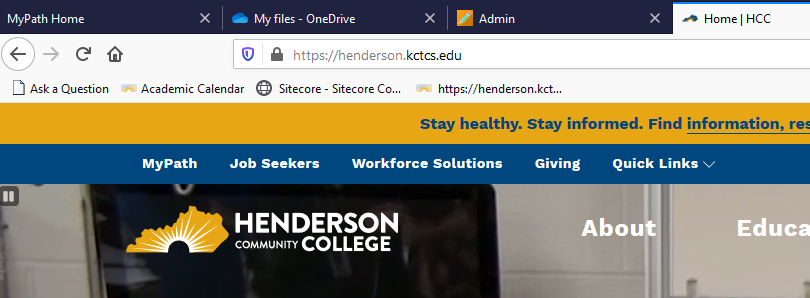 MyPath Home
My files - OneDrive
Admin
Home | HCC
https://henderson.kctcs.edu
Ask a Question
Academic Calendar
Sitecore - Sitecore Co...
https://henderson.kct...
Stay healthy. Stay informed. Find information, res
MyPath
Job Seekers
Workforce Solutions
Giving
Quick Links
HENDERSON
COMMUNITY COLLEGE
About
Educa